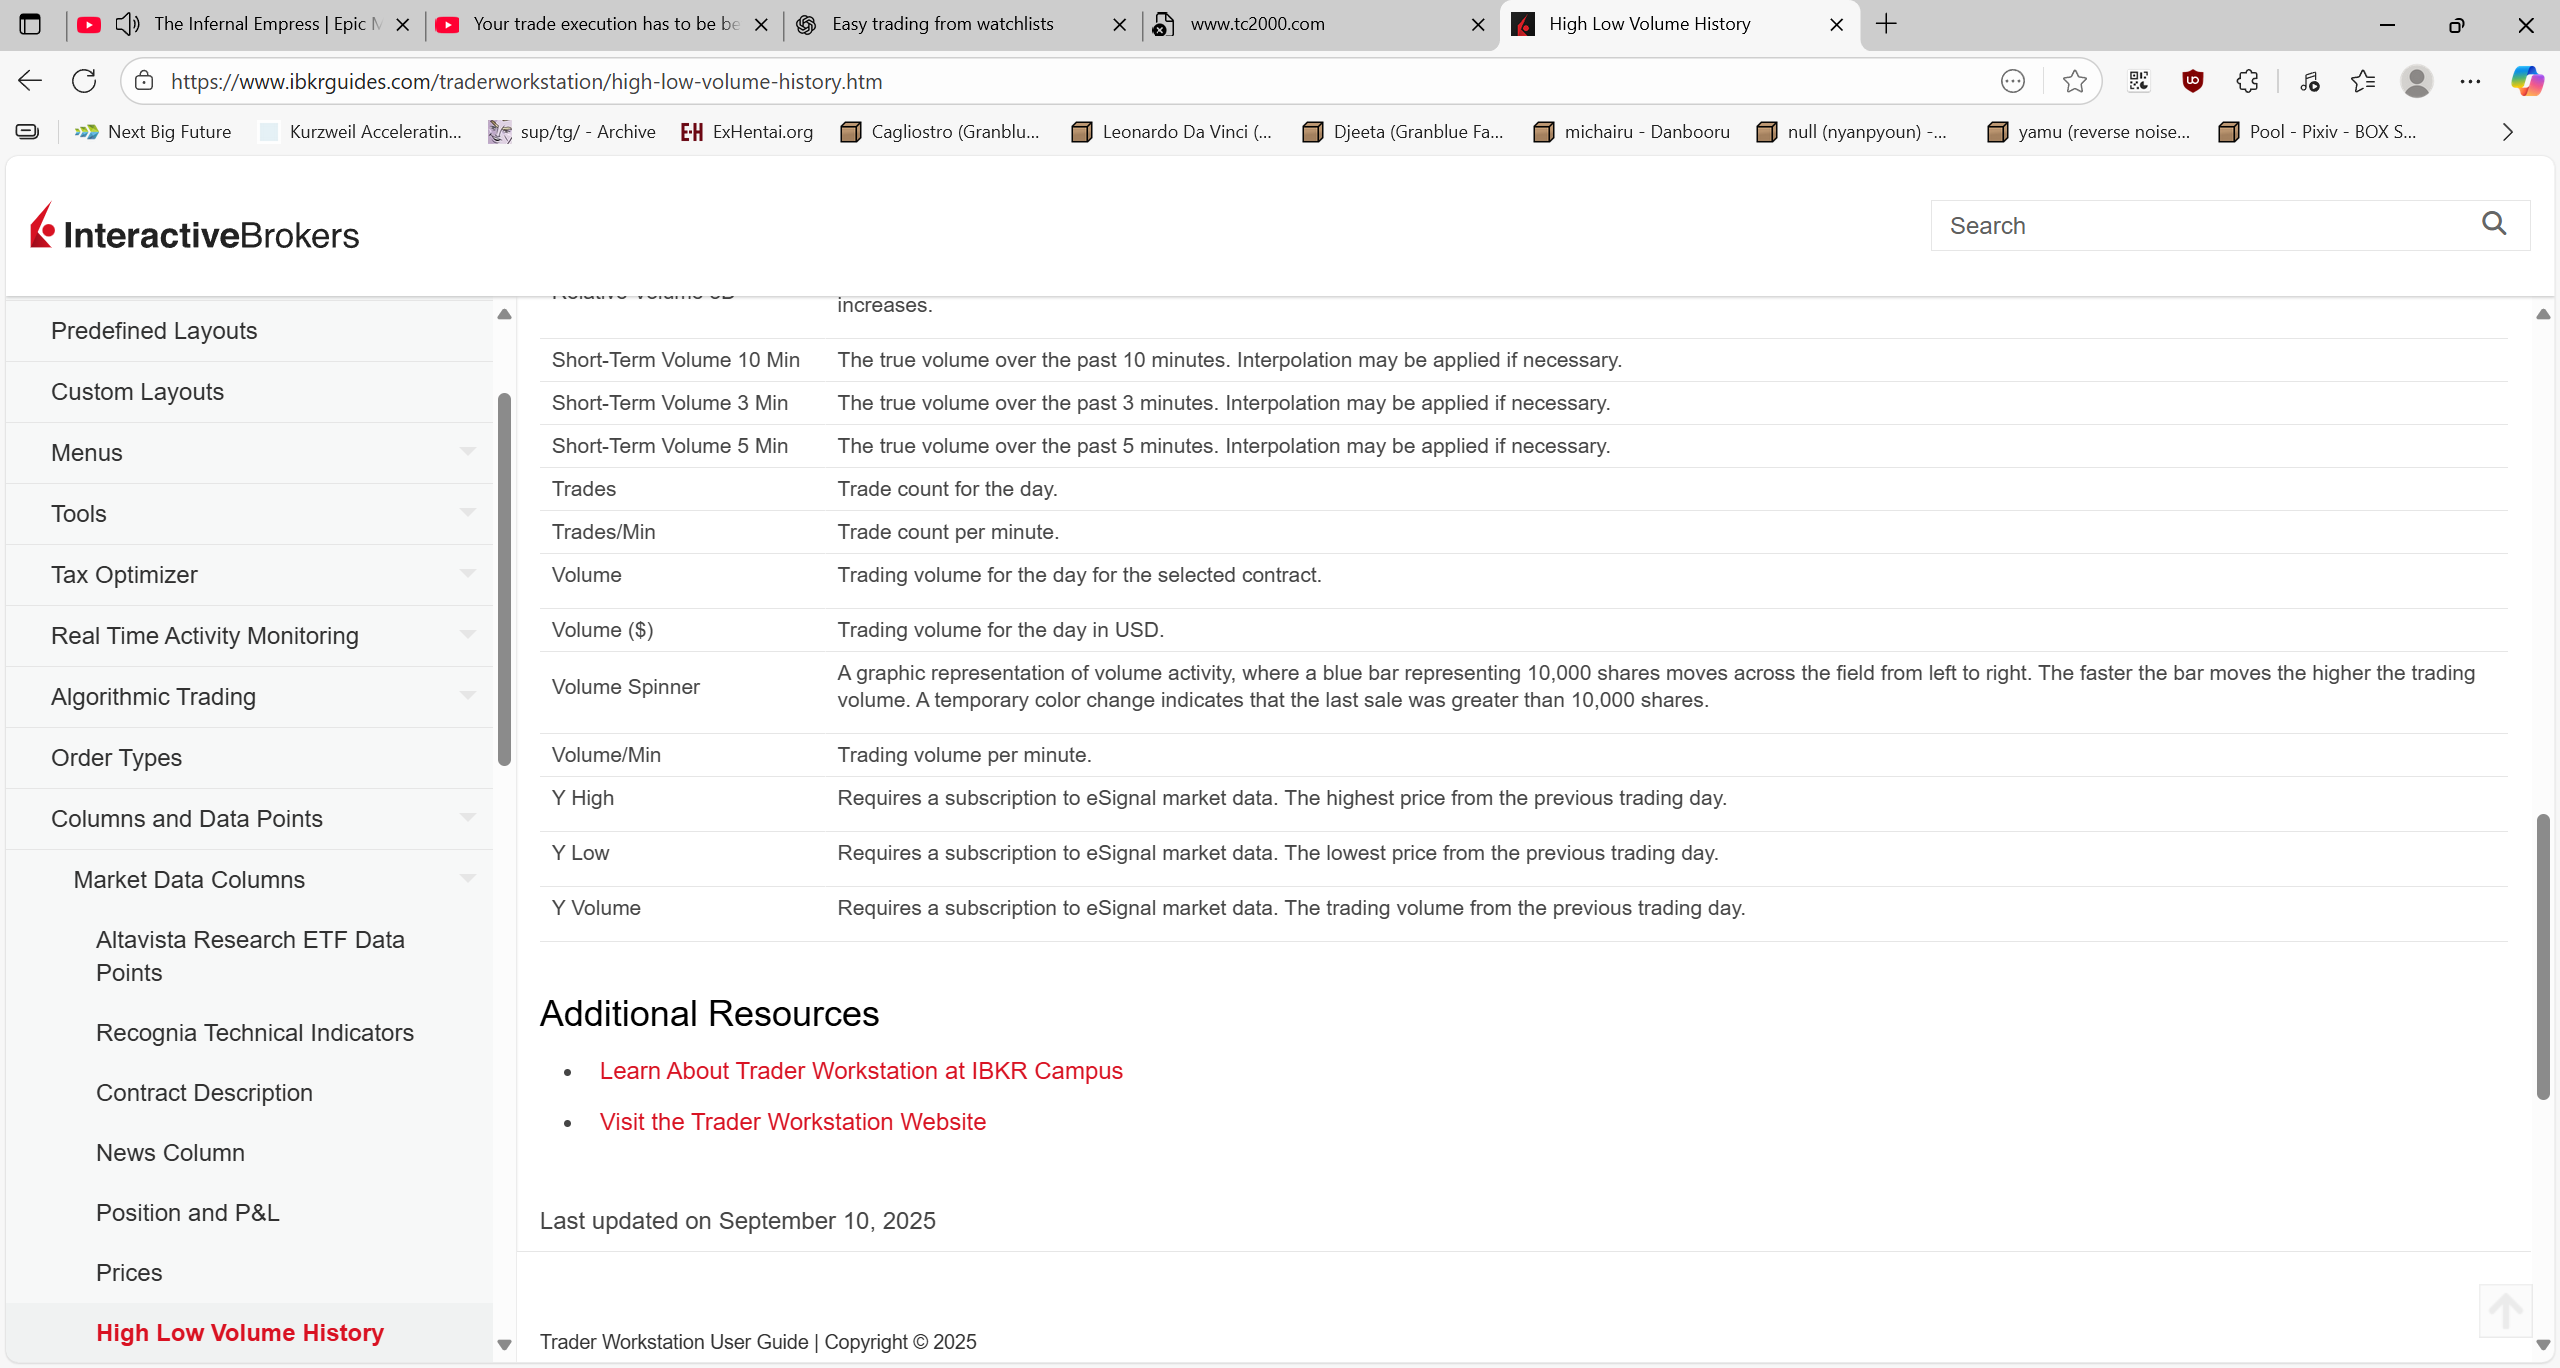 The Infernal Empress | Epic M
Your trade execution has to be be
Easy trading from watchlists
www.tc2000.com
High Low Volume History
https://www.ibkrguides.com/traderworkstation/high-low-volume-history.htm
Next Big Future
Kurzweil Acceleratin...
sup/tg/ - Archive
E-H ExHentai.org
Cagliostro (Granblu...
Leonardo Da Vinci (...
Djeeta (Granblue Fa...
michairu - Danbooru
null (nyanpyoun) -...
yamu (reverse noise...
Pool - Pixiv - BOX S...
InteractiveBrokers
Search
Predefined Layouts
Custom Layouts
Menus
Tools
Tax Optimizer
Real Time Activity Monitoring
Algorithmic Trading
Order Types
Columns and Data Points
Market Data Columns
Altavista Research ETF Data
Points
Recognia Technical Indicators
Contract Description
News Column
Position and P&L
Prices
High Low Volume History
increases.
Short-Term Volume 10 Min The true volume over the past 10 minutes. Interpolation may be applied if necessary.
Short-Term Volume 3 Min The true volume over the past 3 minutes. Interpolation may be applied if necessary.
Short-Term Volume 5 Min The true volume over the past 5 minutes. Interpolation may be applied if necessary.
Trades Trade count for the day.
Trades/Min Trade count per minute.
Volume Trading volume for the day for the selected contract.
Volume ($) Trading volume for the day in USD.
Volume Spinner A graphic representation of volume activity, where a blue bar representing 10,000 shares moves across the field from left to right. The faster the bar moves the higher the trading
volume. A temporary color change indicates that the last sale was greater than 10,000 shares.
Volume/Min Trading volume per minute.
Y High Requires a subscription to eSignal market data. The highest price from the previous trading day.
Y Low Requires a subscription to eSignal market data. The lowest price from the previous trading day.
Y Volume Requires a subscription to eSignal market data. The trading volume from the previous trading day.
Additional Resources
• Learn About Trader Workstation at IBKR Campus
• Visit the Trader Workstation Website
Last updated on September 10, 2025
Trader Workstation User Guide | Copyright © 2025